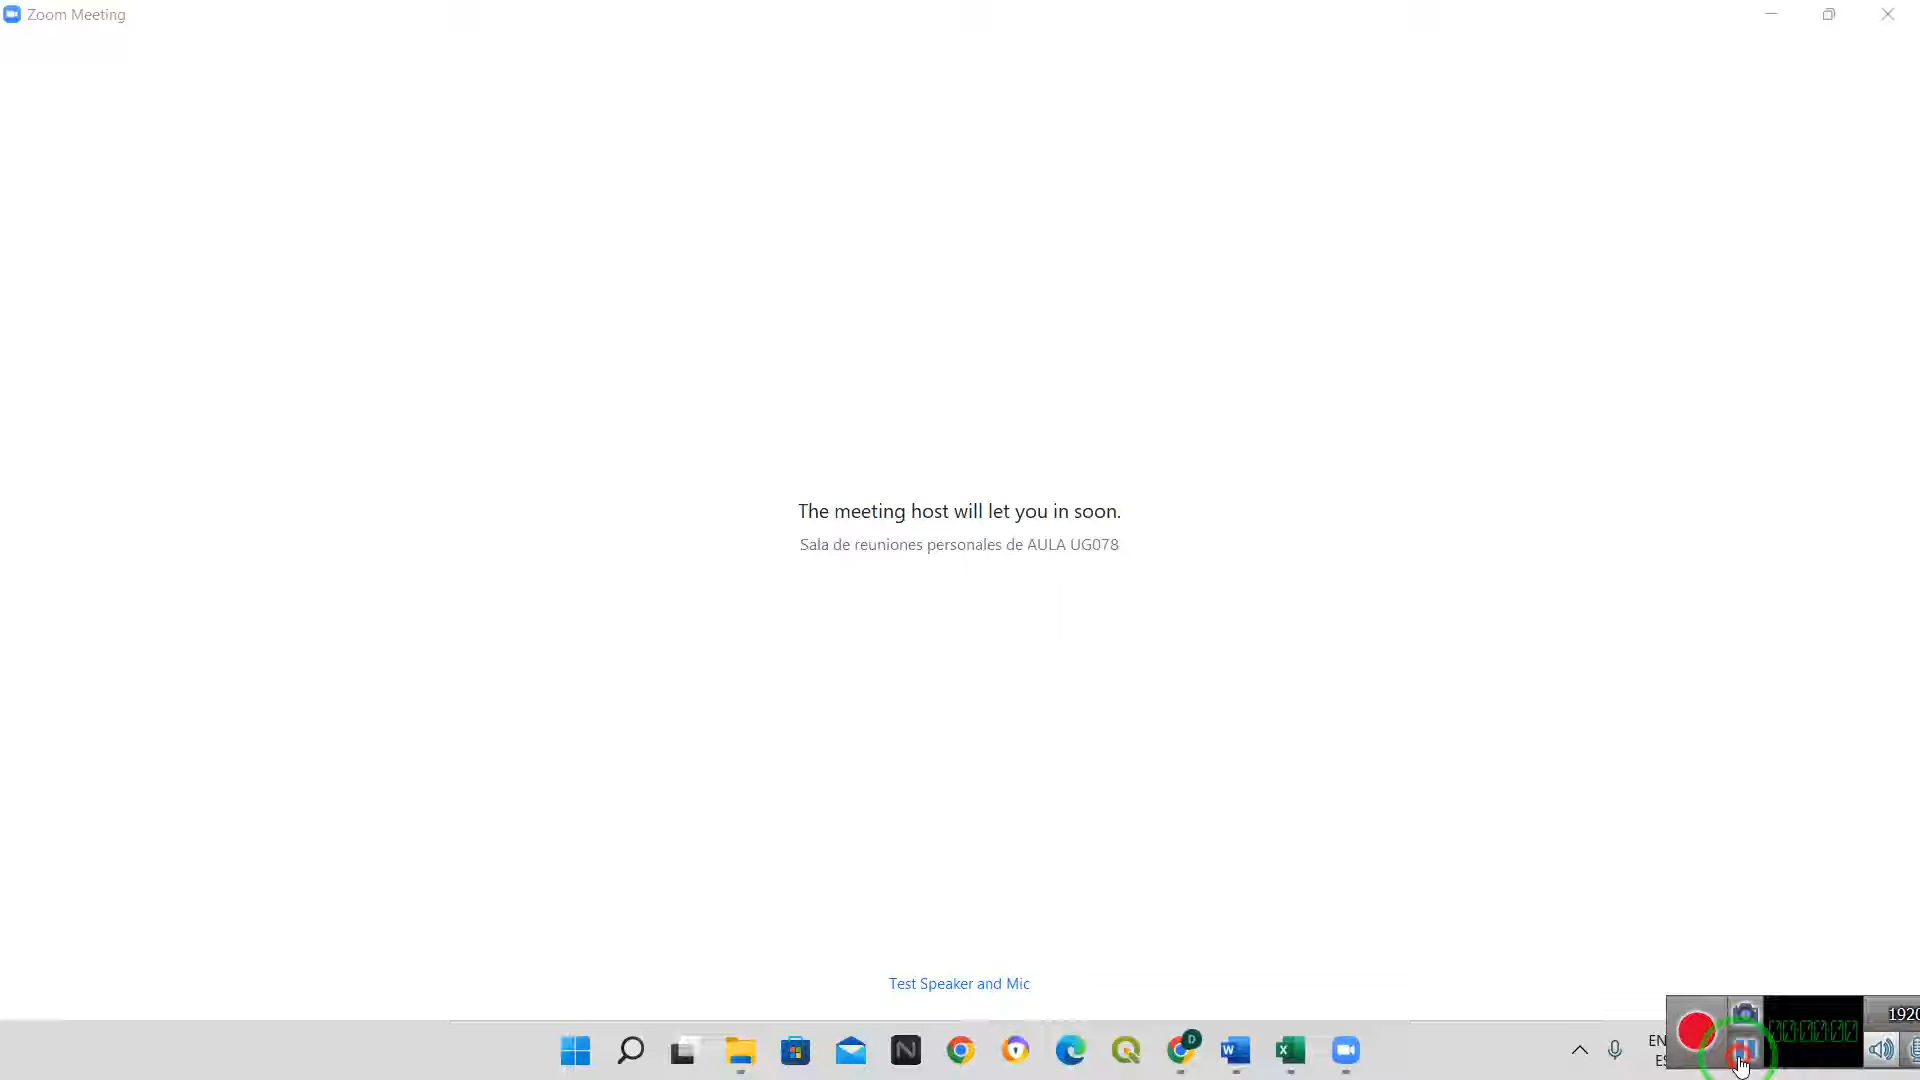 Zoom Meeting
The meeting host will let you in soon.
Sala de reuniones personales de AULA UG078
Test Speaker and Mic
D
EN
ES
1920